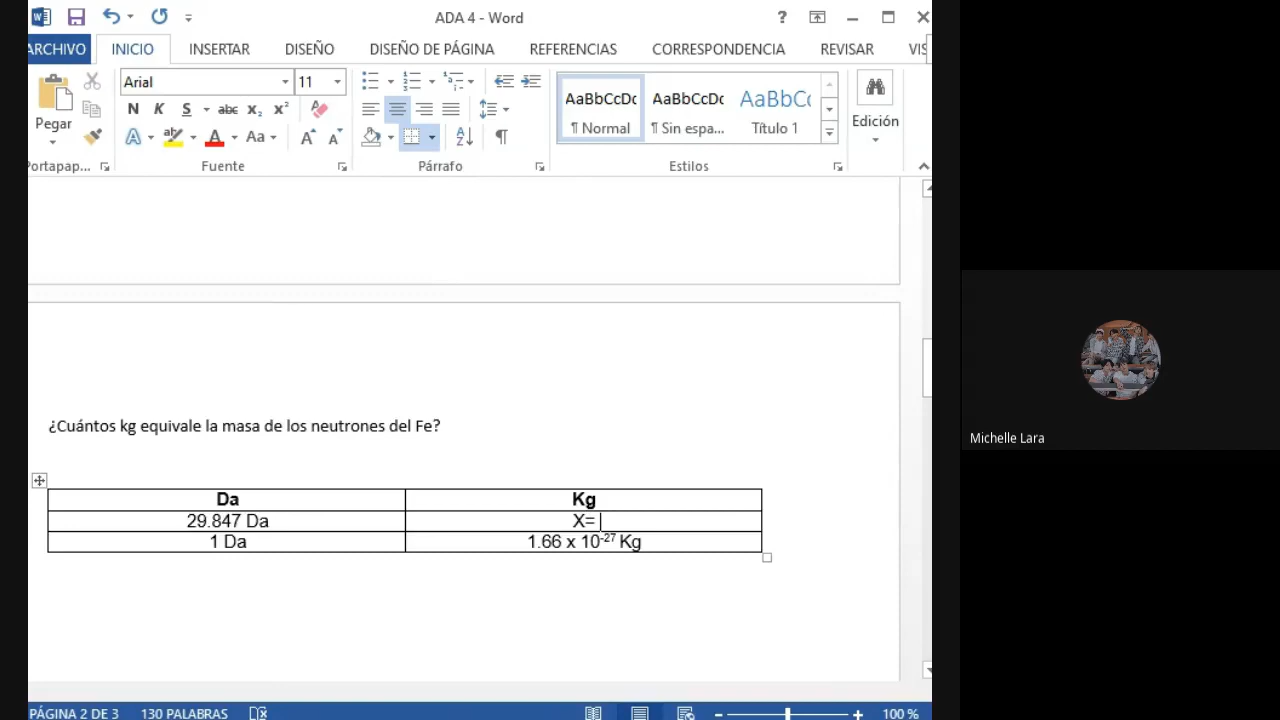 ADA 4 - Word
?
ARCHIVO INICIO INSERTAR DISEÑO DISEÑO DE PÁGINA REFERENCIAS CORRESPONDENCIA REVISAR VIS
Arial 11 AaBbCcDc AaBbCcDc AaBbCc
Pegar N K S abc x₂ x² ¶ Normal ¶ Sin espa... Título 1 Edición
A A Aa A A A Z ¶
Portapap... Fuente Párrafo Estilos
¿Cuántos kg equivale la masa de los neutrones del Fe?
Da Kg
29.847 Da X=
1 Da 1.66 x 10⁻²⁷ Kg
Michelle Lara
PÁGINA 2 DE 3 130 PALABRAS 100 %